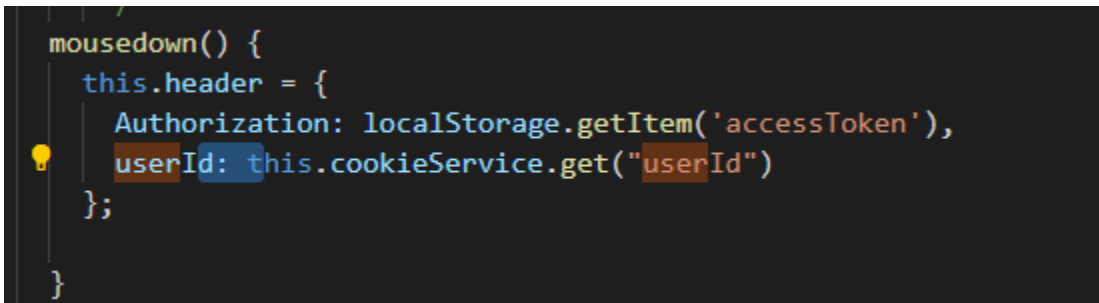 /
mousedown() {
this.header = {
Authorization: localStorage.getItem('accessToken'),
userId: this.cookieService.get("userId")
};
}